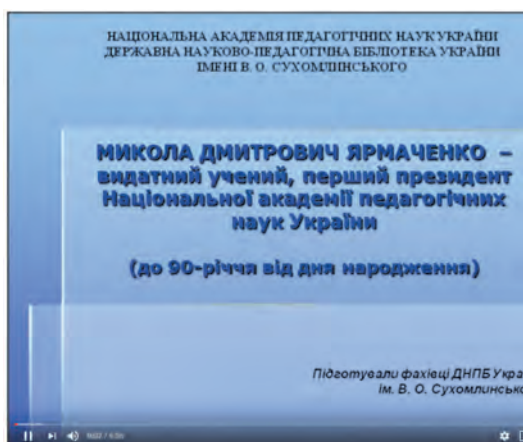 НАЦІОНАЛЬНА АКАДЕМІЯ ПЕДАГОГІЧНИХ НАУК УКРАЇНИ
ДЕРЖАВНА НАУКОВО-ПЕДАГОГІЧНА БІБЛІОТЕКА УКРАЇНИ
ІМЕНІ В. О. СУХОМЛИНСЬКОГО
МИКОЛА ДМИТРОВИЧ ЯРМАЧЕНКО –
видатний учений, перший президент
Національної академії педагогічних
наук України
(до 90-річчя від дня народження)
Підготували фахівці ДНПБ Укра
ім. В. О. Сухомлинсько